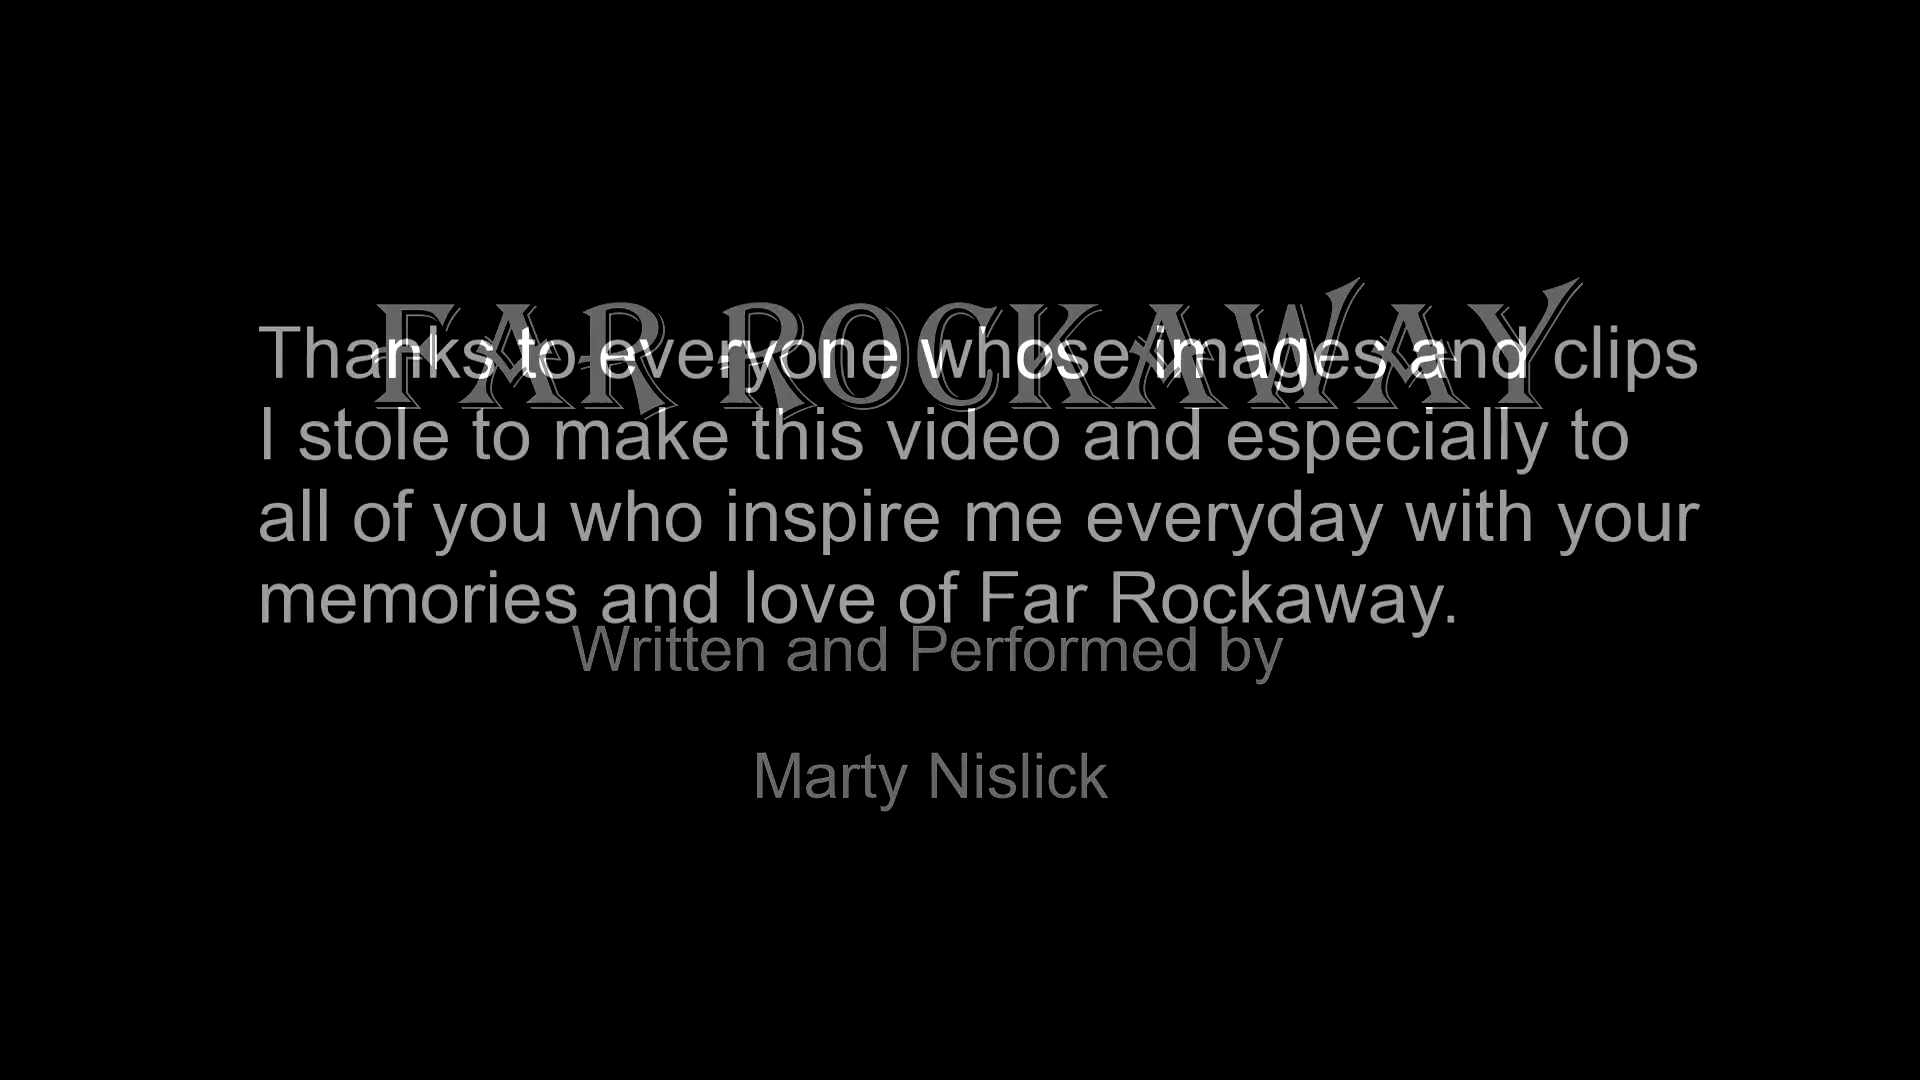 FAR ROCKAWAY
Thanks to everyone whose images and clips
I stole to make this video and especially to
all of you who inspire me everyday with your
memories and love of Far Rockaway.
Written and Performed by
Marty Nislick